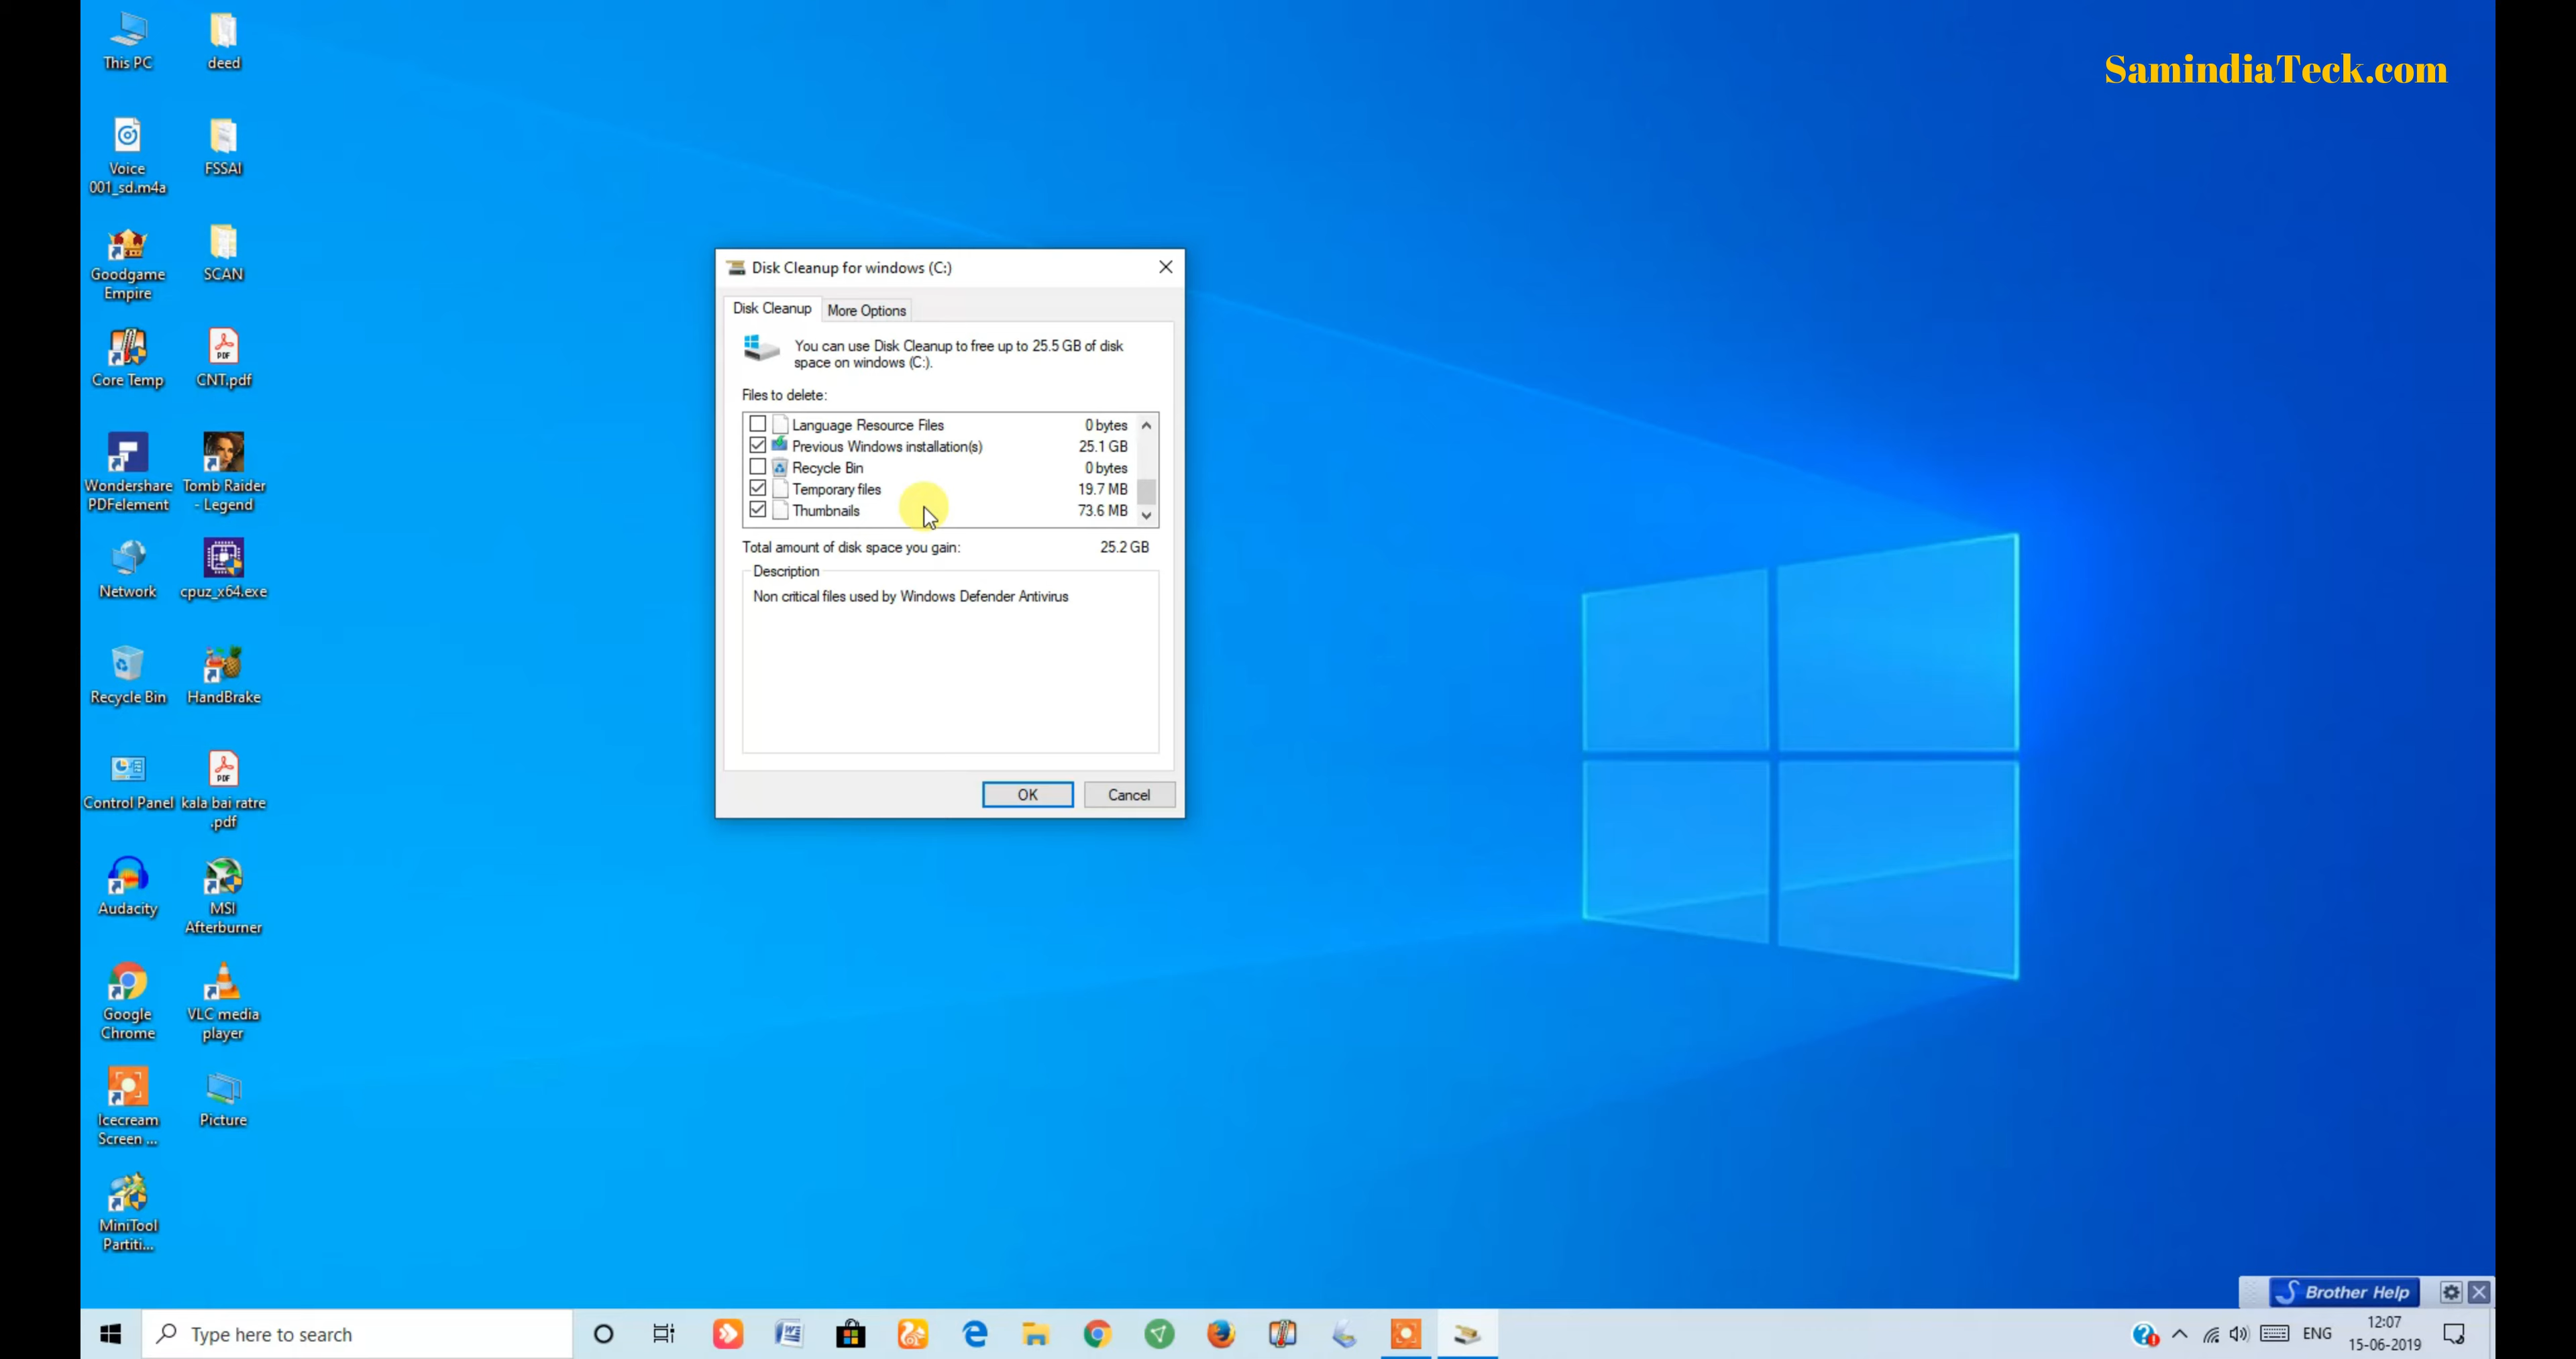 This PC
deed
SamindiaTeck.com
Voice
001_sd.m4a
FSSAI
Goodgame
Empire
SCAN
Core Temp
CNT.pdf
Wondershare
PDFelement
Tomb Raider
- Legend
Network
cpuz_x64.exe
Recycle Bin
HandBrake
Control Panel
kala bai ratre
.pdf
Audacity
MSI
Afterburner
Google
Chrome
VLC media
player
Icecream
Screen ...
Picture
MiniTool
Partiti...
Disk Cleanup for windows (C:)
Disk Cleanup
More Options
You can use Disk Cleanup to free up to 25.5 GB of disk
space on windows (C:).
Files to delete:
Language Resource Files 0 bytes
Previous Windows installation(s) 25.1 GB
Recycle Bin 0 bytes
Temporary files 19.7 MB
Thumbnails 73.6 MB
Total amount of disk space you gain: 25.2 GB
Description
Non critical files used by Windows Defender Antivirus
OK
Cancel
Brother Help
Type here to search
ENG
12:07
15-06-2019